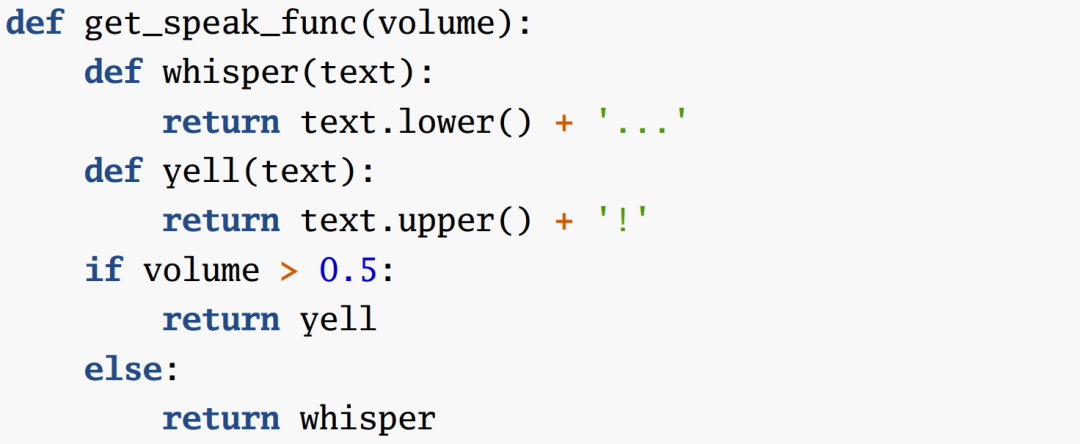 def get_speak_func(volume):
    def whisper(text):
        return text.lower() + '...'
    def yell(text):
        return text.upper() + '!'
    if volume > 0.5:
        return yell
    else:
        return whisper